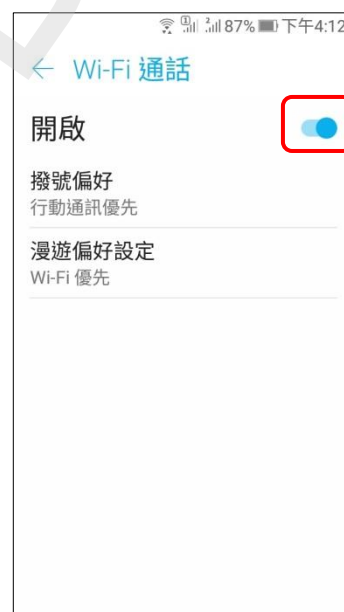 87% 下午4:12
← Wi-Fi 通話
開啟
撥號偏好
行動通訊優先
漫遊偏好設定
Wi-Fi 優先